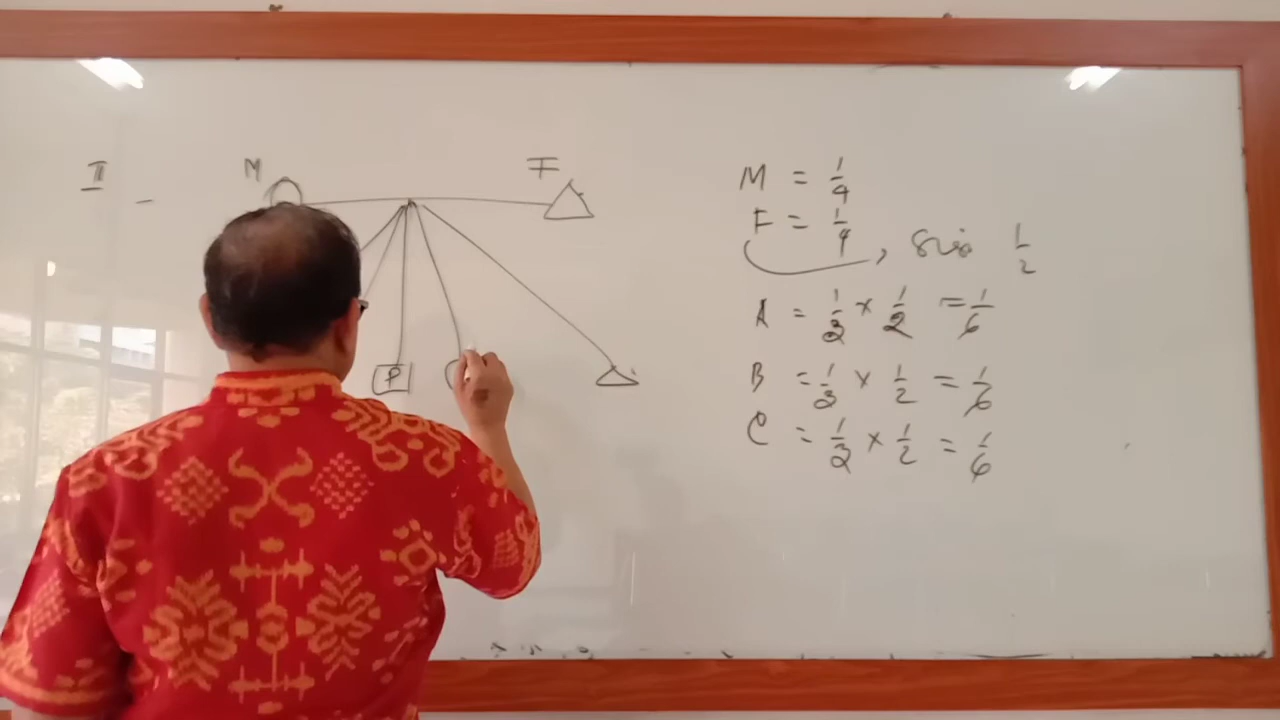 II
M F
P
M = 1/4
F = 1/4 , Sisa 1/2
A = 1/3 x 1/2 = 1/6
B = 1/3 x 1/2 = 1/6
C = 1/3 x 1/2 = 1/6